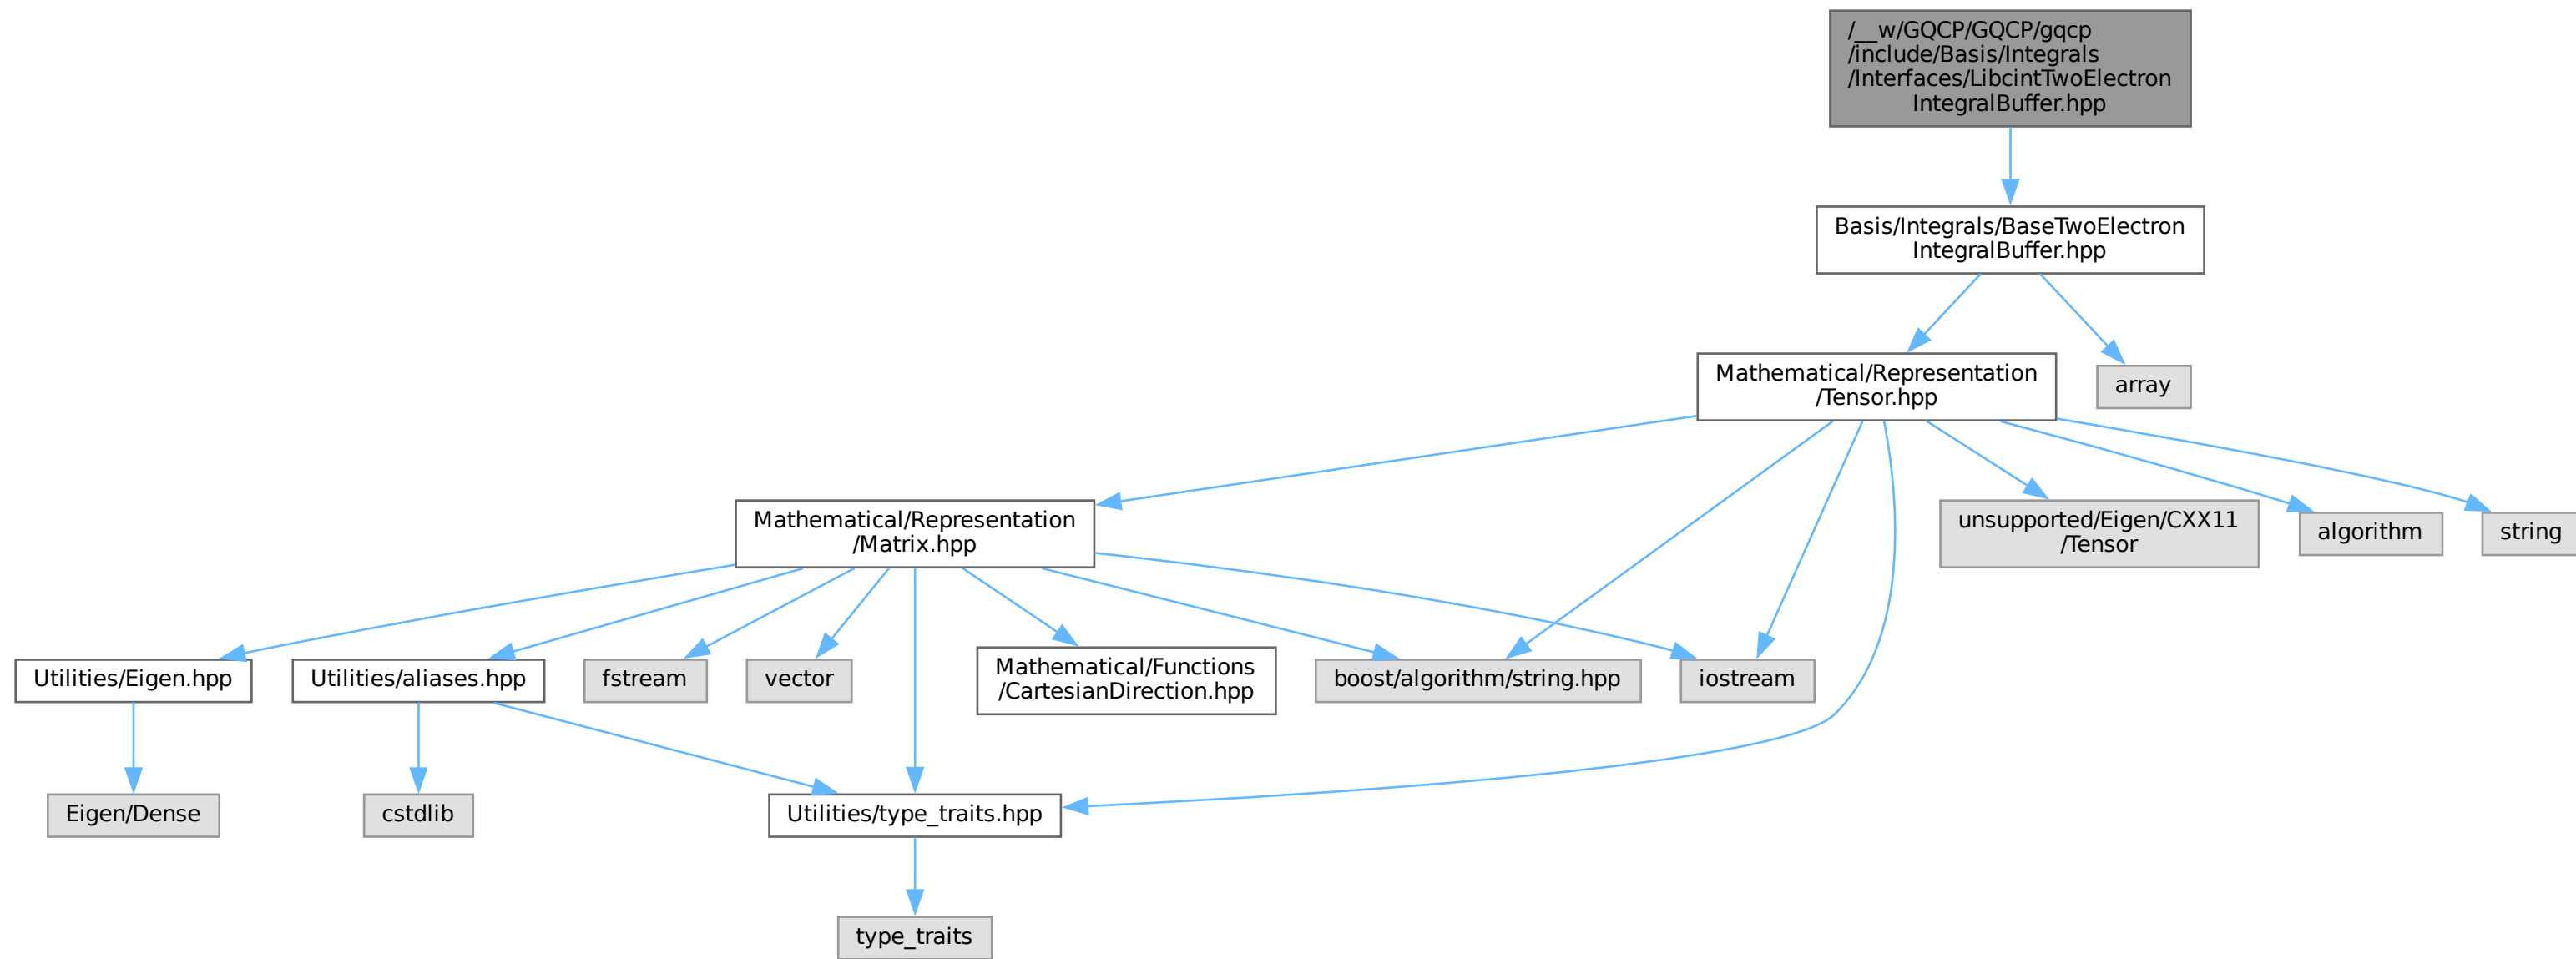 /__w/GQCP/GQCP/gqcp
/include/Basis/Integrals
/Interfaces/LibcintTwoElectron
IntegralBuffer.hpp
Basis/Integrals/BaseTwoElectron
IntegralBuffer.hpp
Mathematical/Representation
/Tensor.hpp
array
Mathematical/Representation
/Matrix.hpp
unsupported/Eigen/CXX11
/Tensor
algorithm
string
Utilities/Eigen.hpp
Utilities/aliases.hpp
fstream
vector
Mathematical/Functions
/CartesianDirection.hpp
boost/algorithm/string.hpp
iostream
Eigen/Dense
cstdlib
Utilities/type_traits.hpp
type_traits